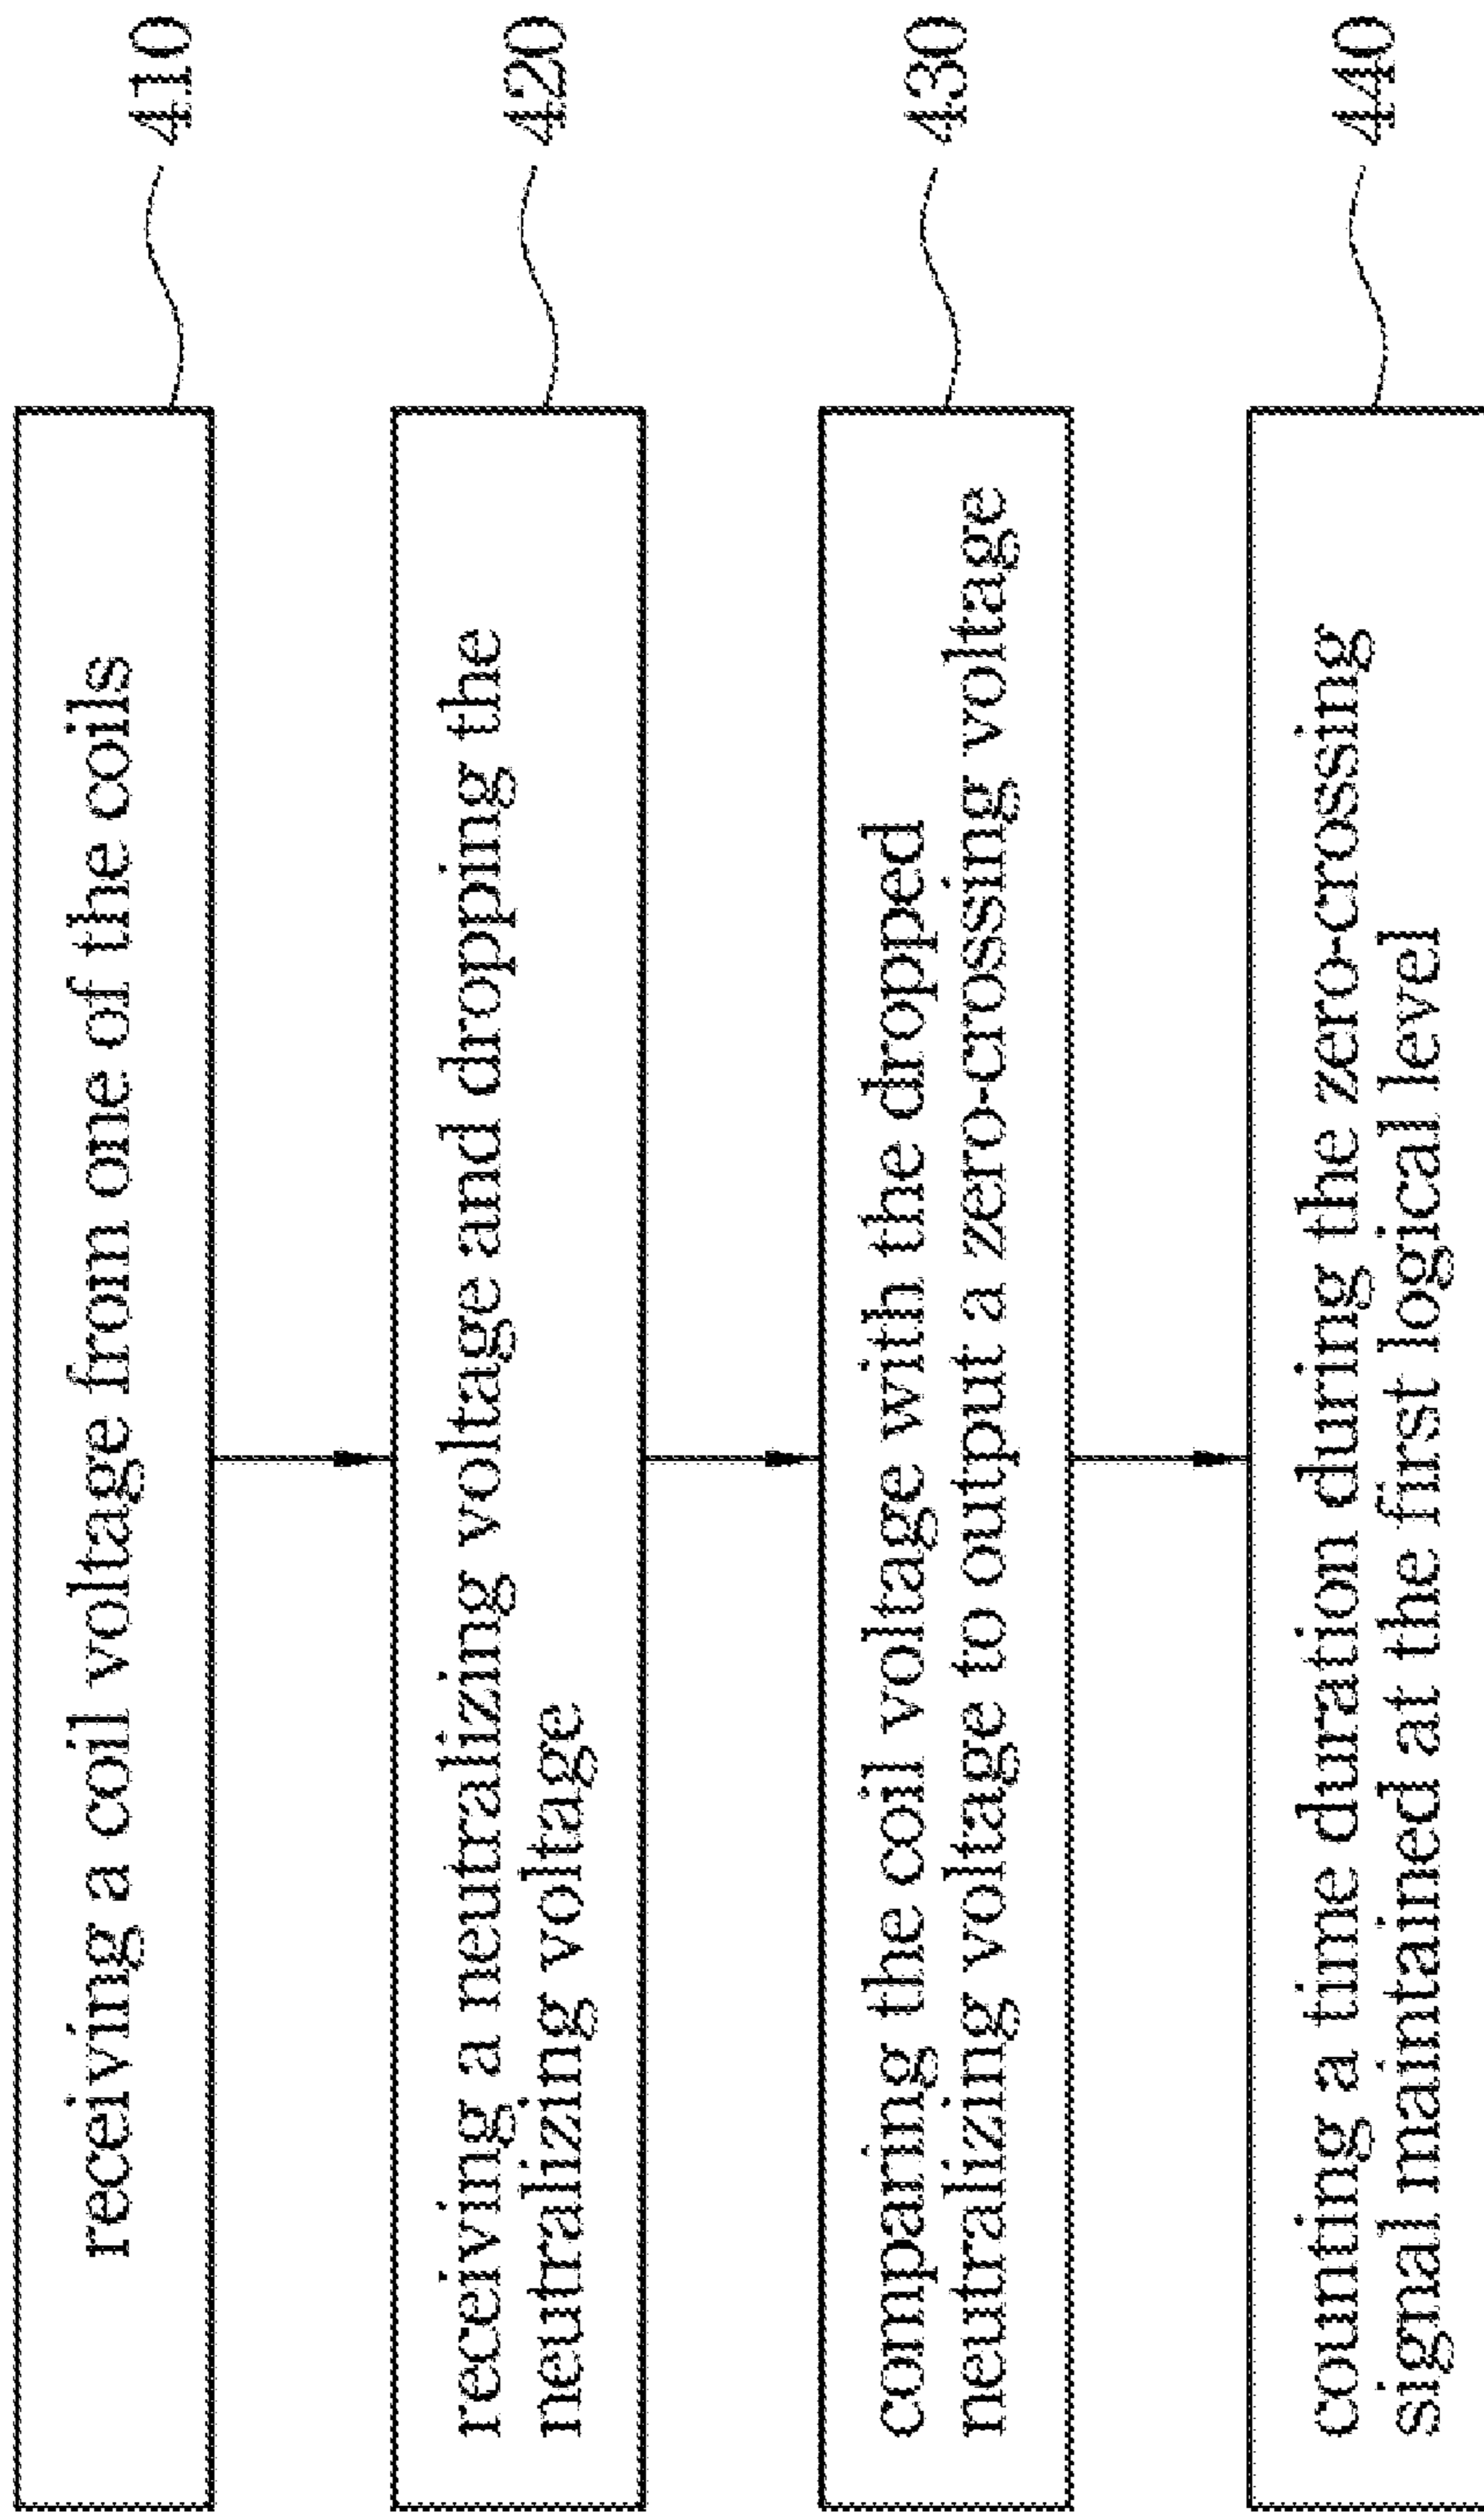 receiving a coil voltage from one of the coils
410
receiving a neutralizing voltage and dropping the
neutralizing voltage
420
comparing the coil voltage with the dropped
neutralizing voltage to output a zero-crossing voltage
430
counting a time duration during the zero-crossing
signal maintained at the first logical level
440